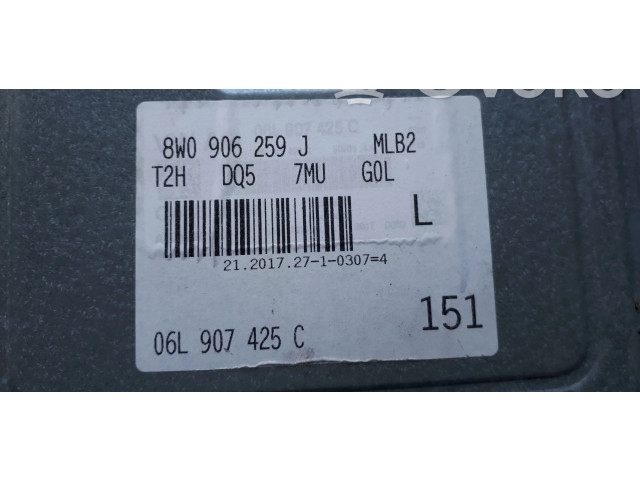 8W0 906 259 J MLB2
T2H DQ5 7MU G0L
L
21.2017.27-1-0307=4
06L 907 425 C
151